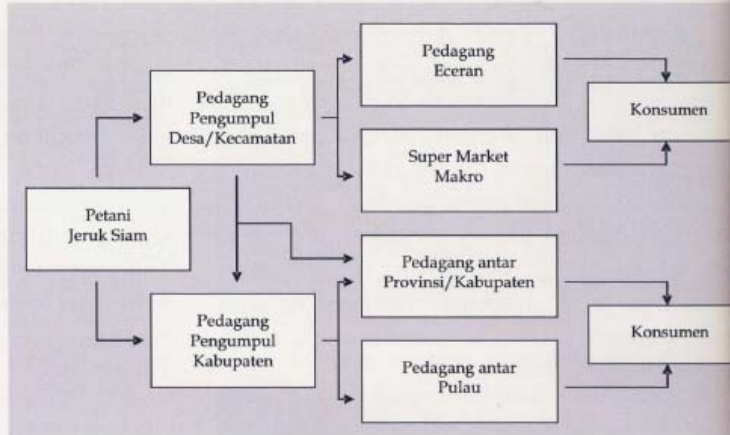 Pedagang
Eceran
Pedagang
Pengumpul
Desa/Kecamatan
Konsumen
Super Market
Makro
Petani
Jeruk Siam
Pedagang antar
Provinsi/Kabupaten
Pedagang
Pengumpul
Kabupaten
Konsumen
Pedagang antar
Pulau